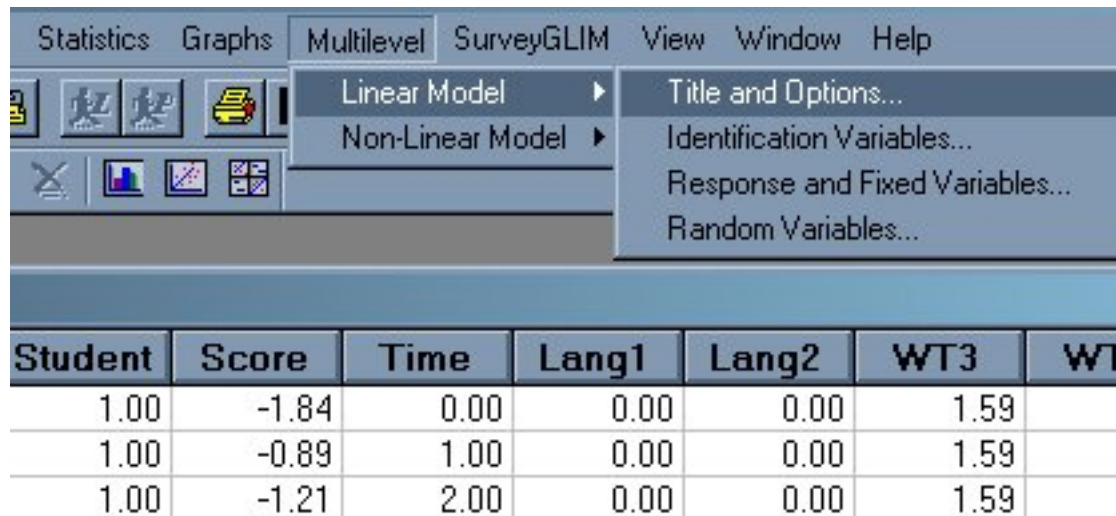 Statistics Graphs Multilevel SurveyGLIM View Window Help
Linear Model
Non-Linear Model
Title and Options...
Identification Variables...
Response and Fixed Variables...
Random Variables...
Student Score Time Lang1 Lang2 WT3
1.00 -1.84 0.00 0.00 0.00 1.59
1.00 -0.89 1.00 0.00 0.00 1.59
1.00 -1.21 2.00 0.00 0.00 1.59